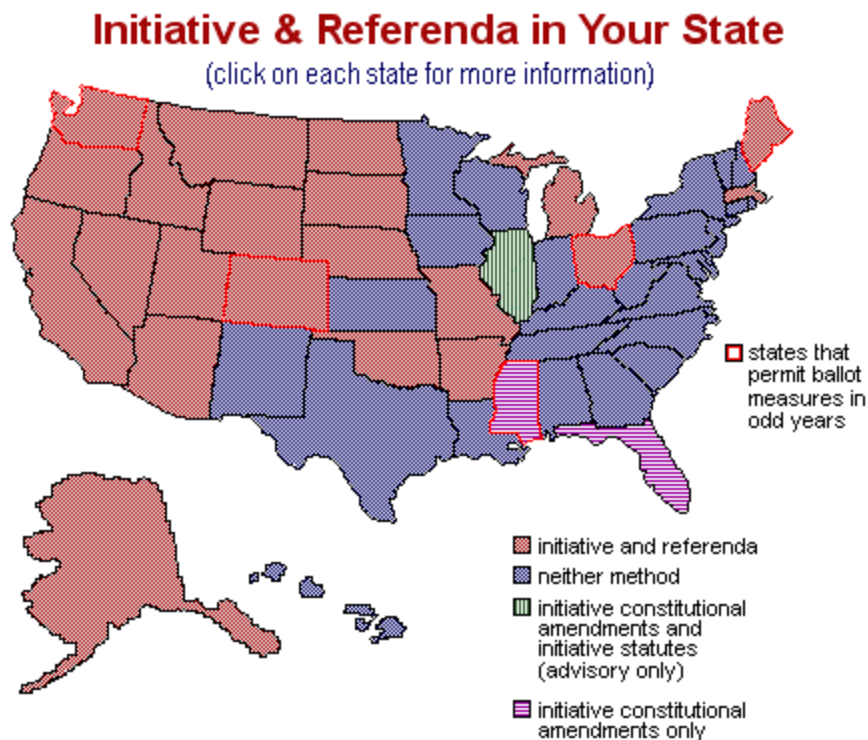 Initiative & Referenda in Your State
(click on each state for more information)
states that
permit ballot
measures in
odd years
initiative and referenda
neither method
initiative constitutional
amendments and
initiative statutes
(advisory only)
initiative constitutional
amendments only